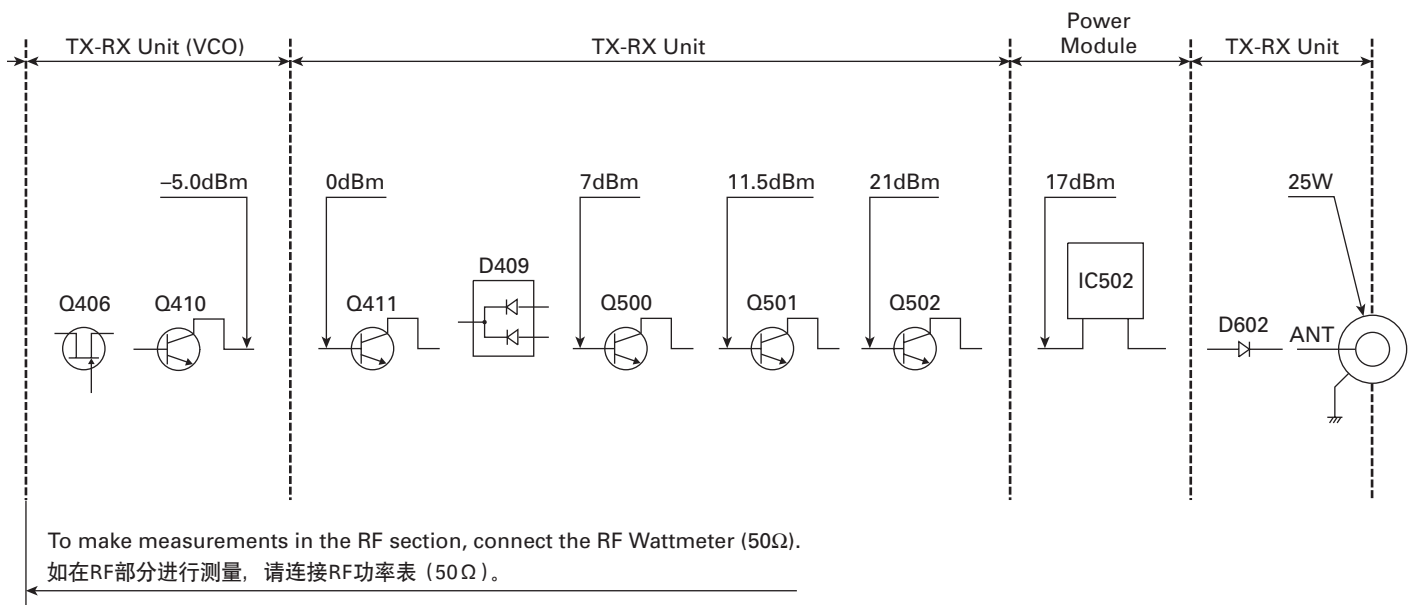 TX-RX Unit (VCO)
TX-RX Unit
Power
Module
TX-RX Unit
–5.0dBm
0dBm
7dBm
11.5dBm
21dBm
17dBm
25W
Q406
Q410
Q411
D409
Q500
Q501
Q502
IC502
D602
ANT
To make measurements in the RF section, connect the RF Wattmeter (50Ω).
如在RF部分进行测量，请连接RF功率表（50Ω）。